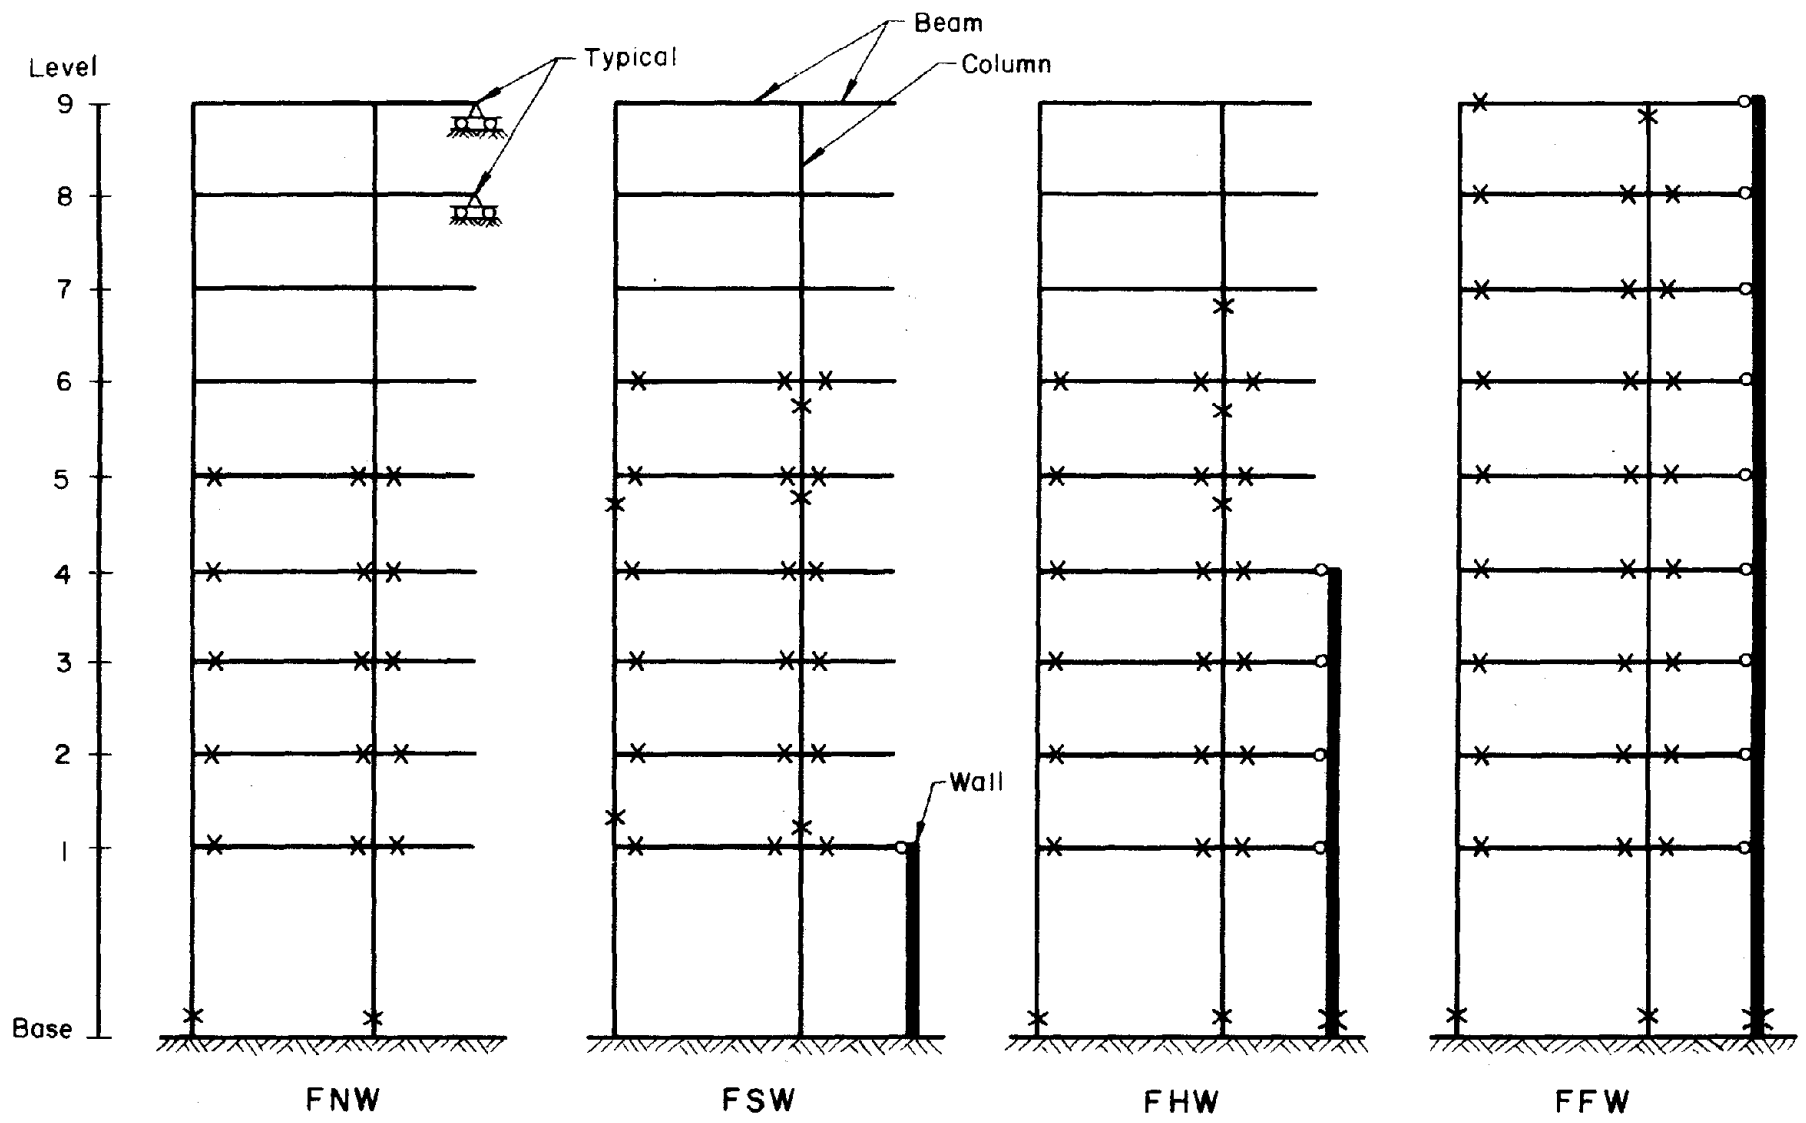 Beam
Typical
Column
Level
9
8
7
6
5
4
3
2
Wall
1
Base
FNW
FSW
FHW
FFW